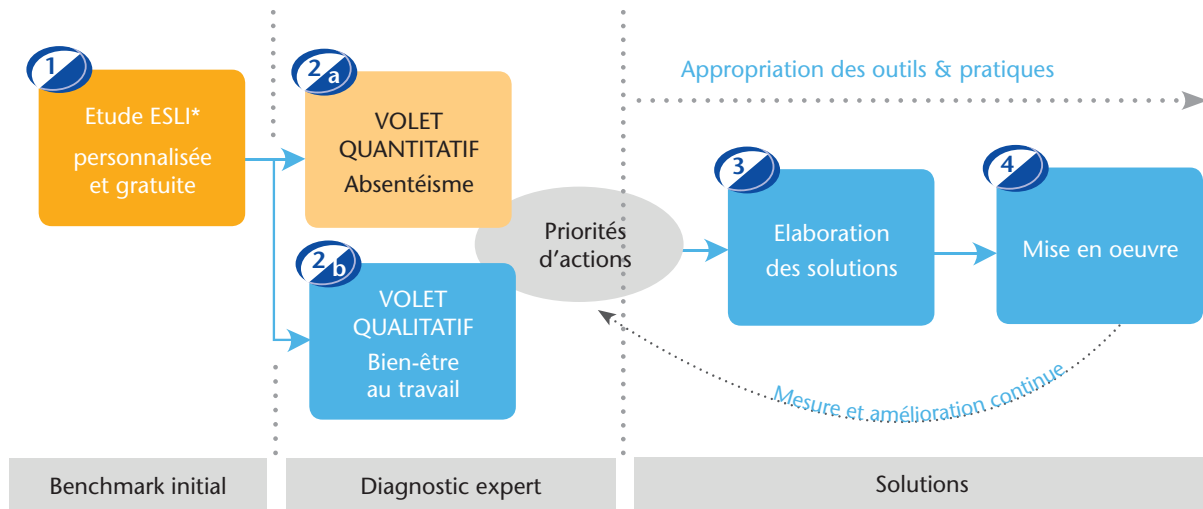 1
Etude ESLI*
personnalisée
et gratuite
2a
VOLET
QUANTITATIF
Absentéisme
2b
VOLET
QUALITATIF
Bien-être
au travail
Priorités
d'actions
Appropriation des outils & pratiques
3
Elaboration
des solutions
4
Mise en oeuvre
Mesure et amélioration continue
Benchmark initial
Diagnostic expert
Solutions